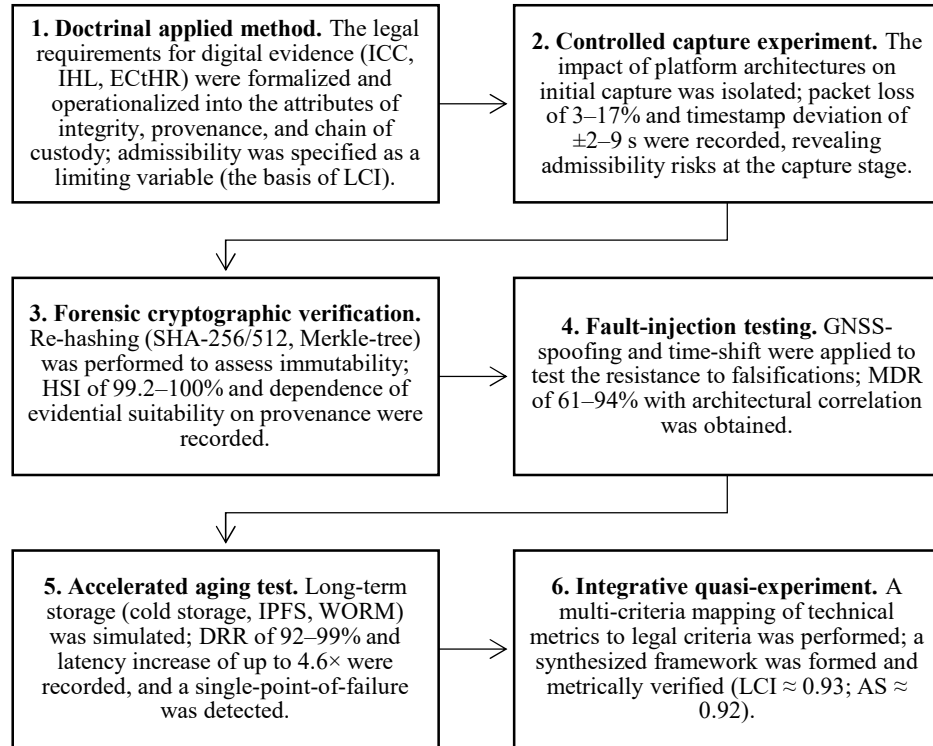 1. Doctrinal applied method. The
legal requirements for digital evidence (ICC,
IHL, ECtHR) were formalized and
operationalized into the attributes of
integrity, provenance, and chain of
custody; admissibility was specified as a
limiting variable (the basis of LCI).
2. Controlled capture experiment. The
impact of platform architectures on
initial capture was isolated; packet loss
of 3–17% and timestamp deviation of
±2–9 s were recorded, revealing
admissibility risks at the capture stage.
3. Forensic cryptographic verification.
Re-hashing (SHA-256/512, Merkle-tree)
was performed to assess immutability;
HSI of 99.2–100% and dependence of
evidential suitability on provenance were
recorded.
4. Fault-injection testing. GNSS-
spoofing and time-shift were applied to
test the resistance to falsifications; MDR
of 61–94% with architectural correlation
was obtained.
5. Accelerated aging test. Long-term
storage (cold storage, IPFS, WORM)
was simulated; DRR of 92–99% and
latency increase of up to 4.6× were
recorded, and a single-point-of-failure
was detected.
6. Integrative quasi-experiment. A
multi-criteria mapping of technical
metrics to legal criteria was performed; a
synthesized framework was formed and
metrically verified (LCI ≈ 0.93; AS ≈
0.92).